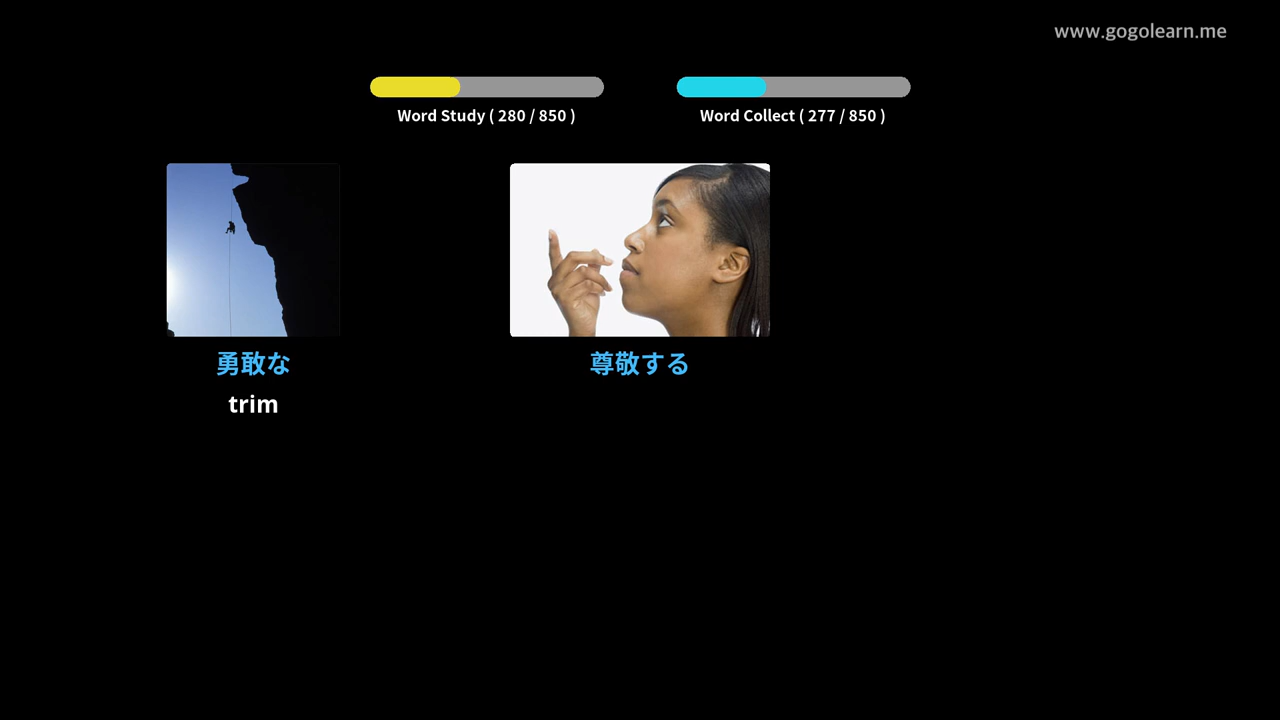 www.gogolearn.me
Word Study ( 280 / 850 )
Word Collect ( 277 / 850 )
勇敢な
trim
尊敬する